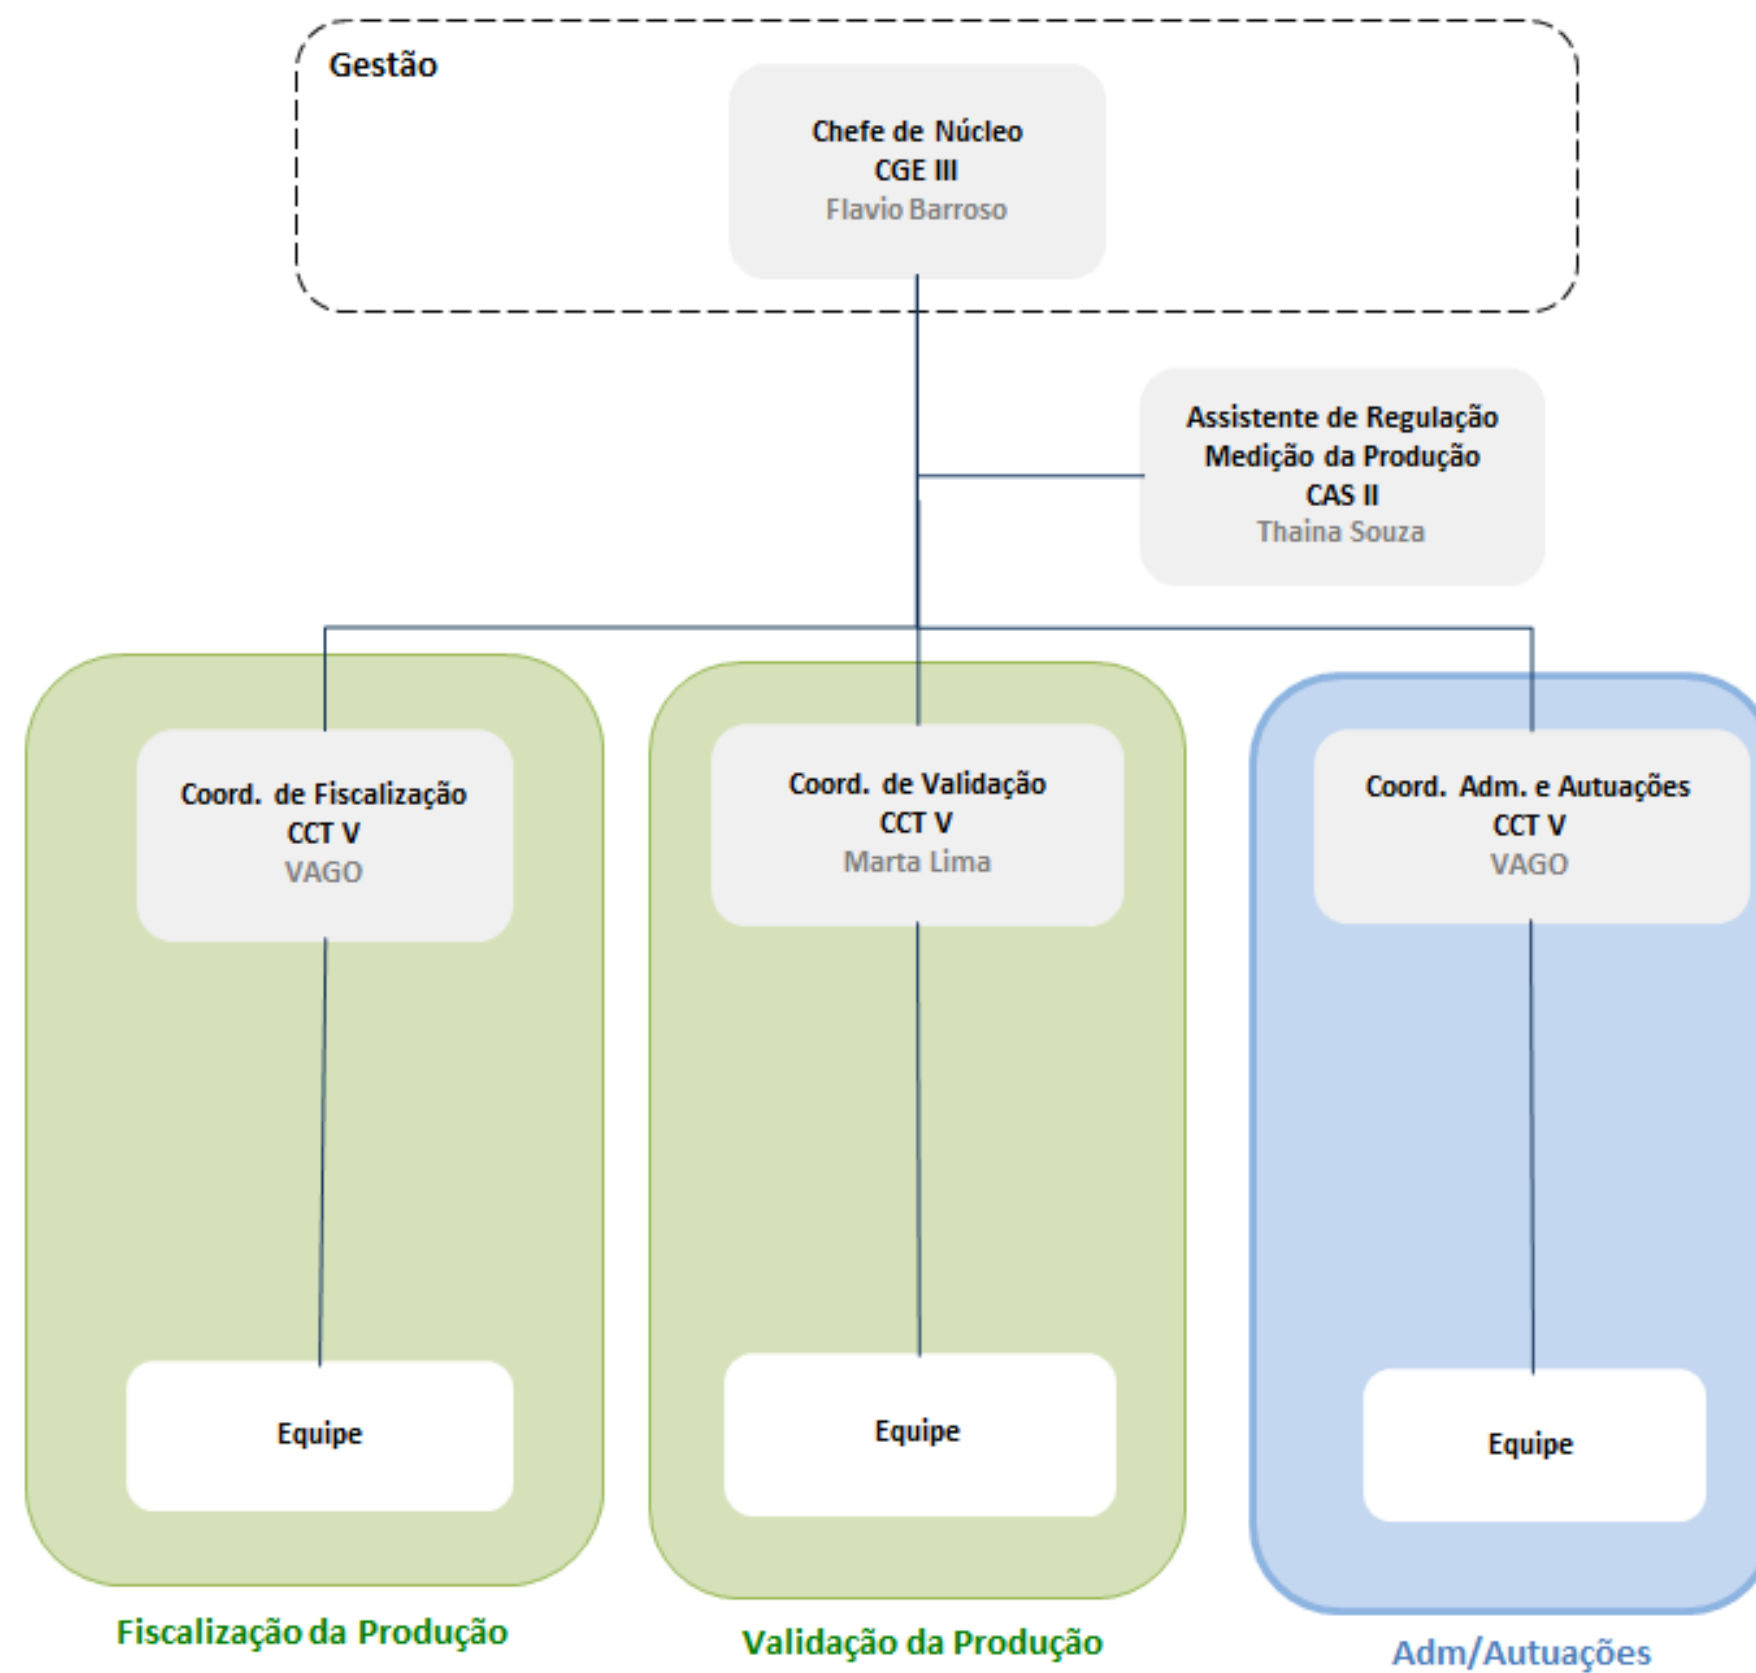 Gestão
Chefe de Núcleo
CGE III
Flavio Barroso
Assistente de Regulação
Medição da Produção
CAS II
Thaina Souza
Coord. de Fiscalização
CCT V
VAGO
Coord. de Validação
CCT V
Marta Lima
Coord. Adm. e Autuações
CCT V
VAGO
Equipe
Equipe
Equipe
Fiscalização da Produção
Validação da Produção
Adm/Autuações